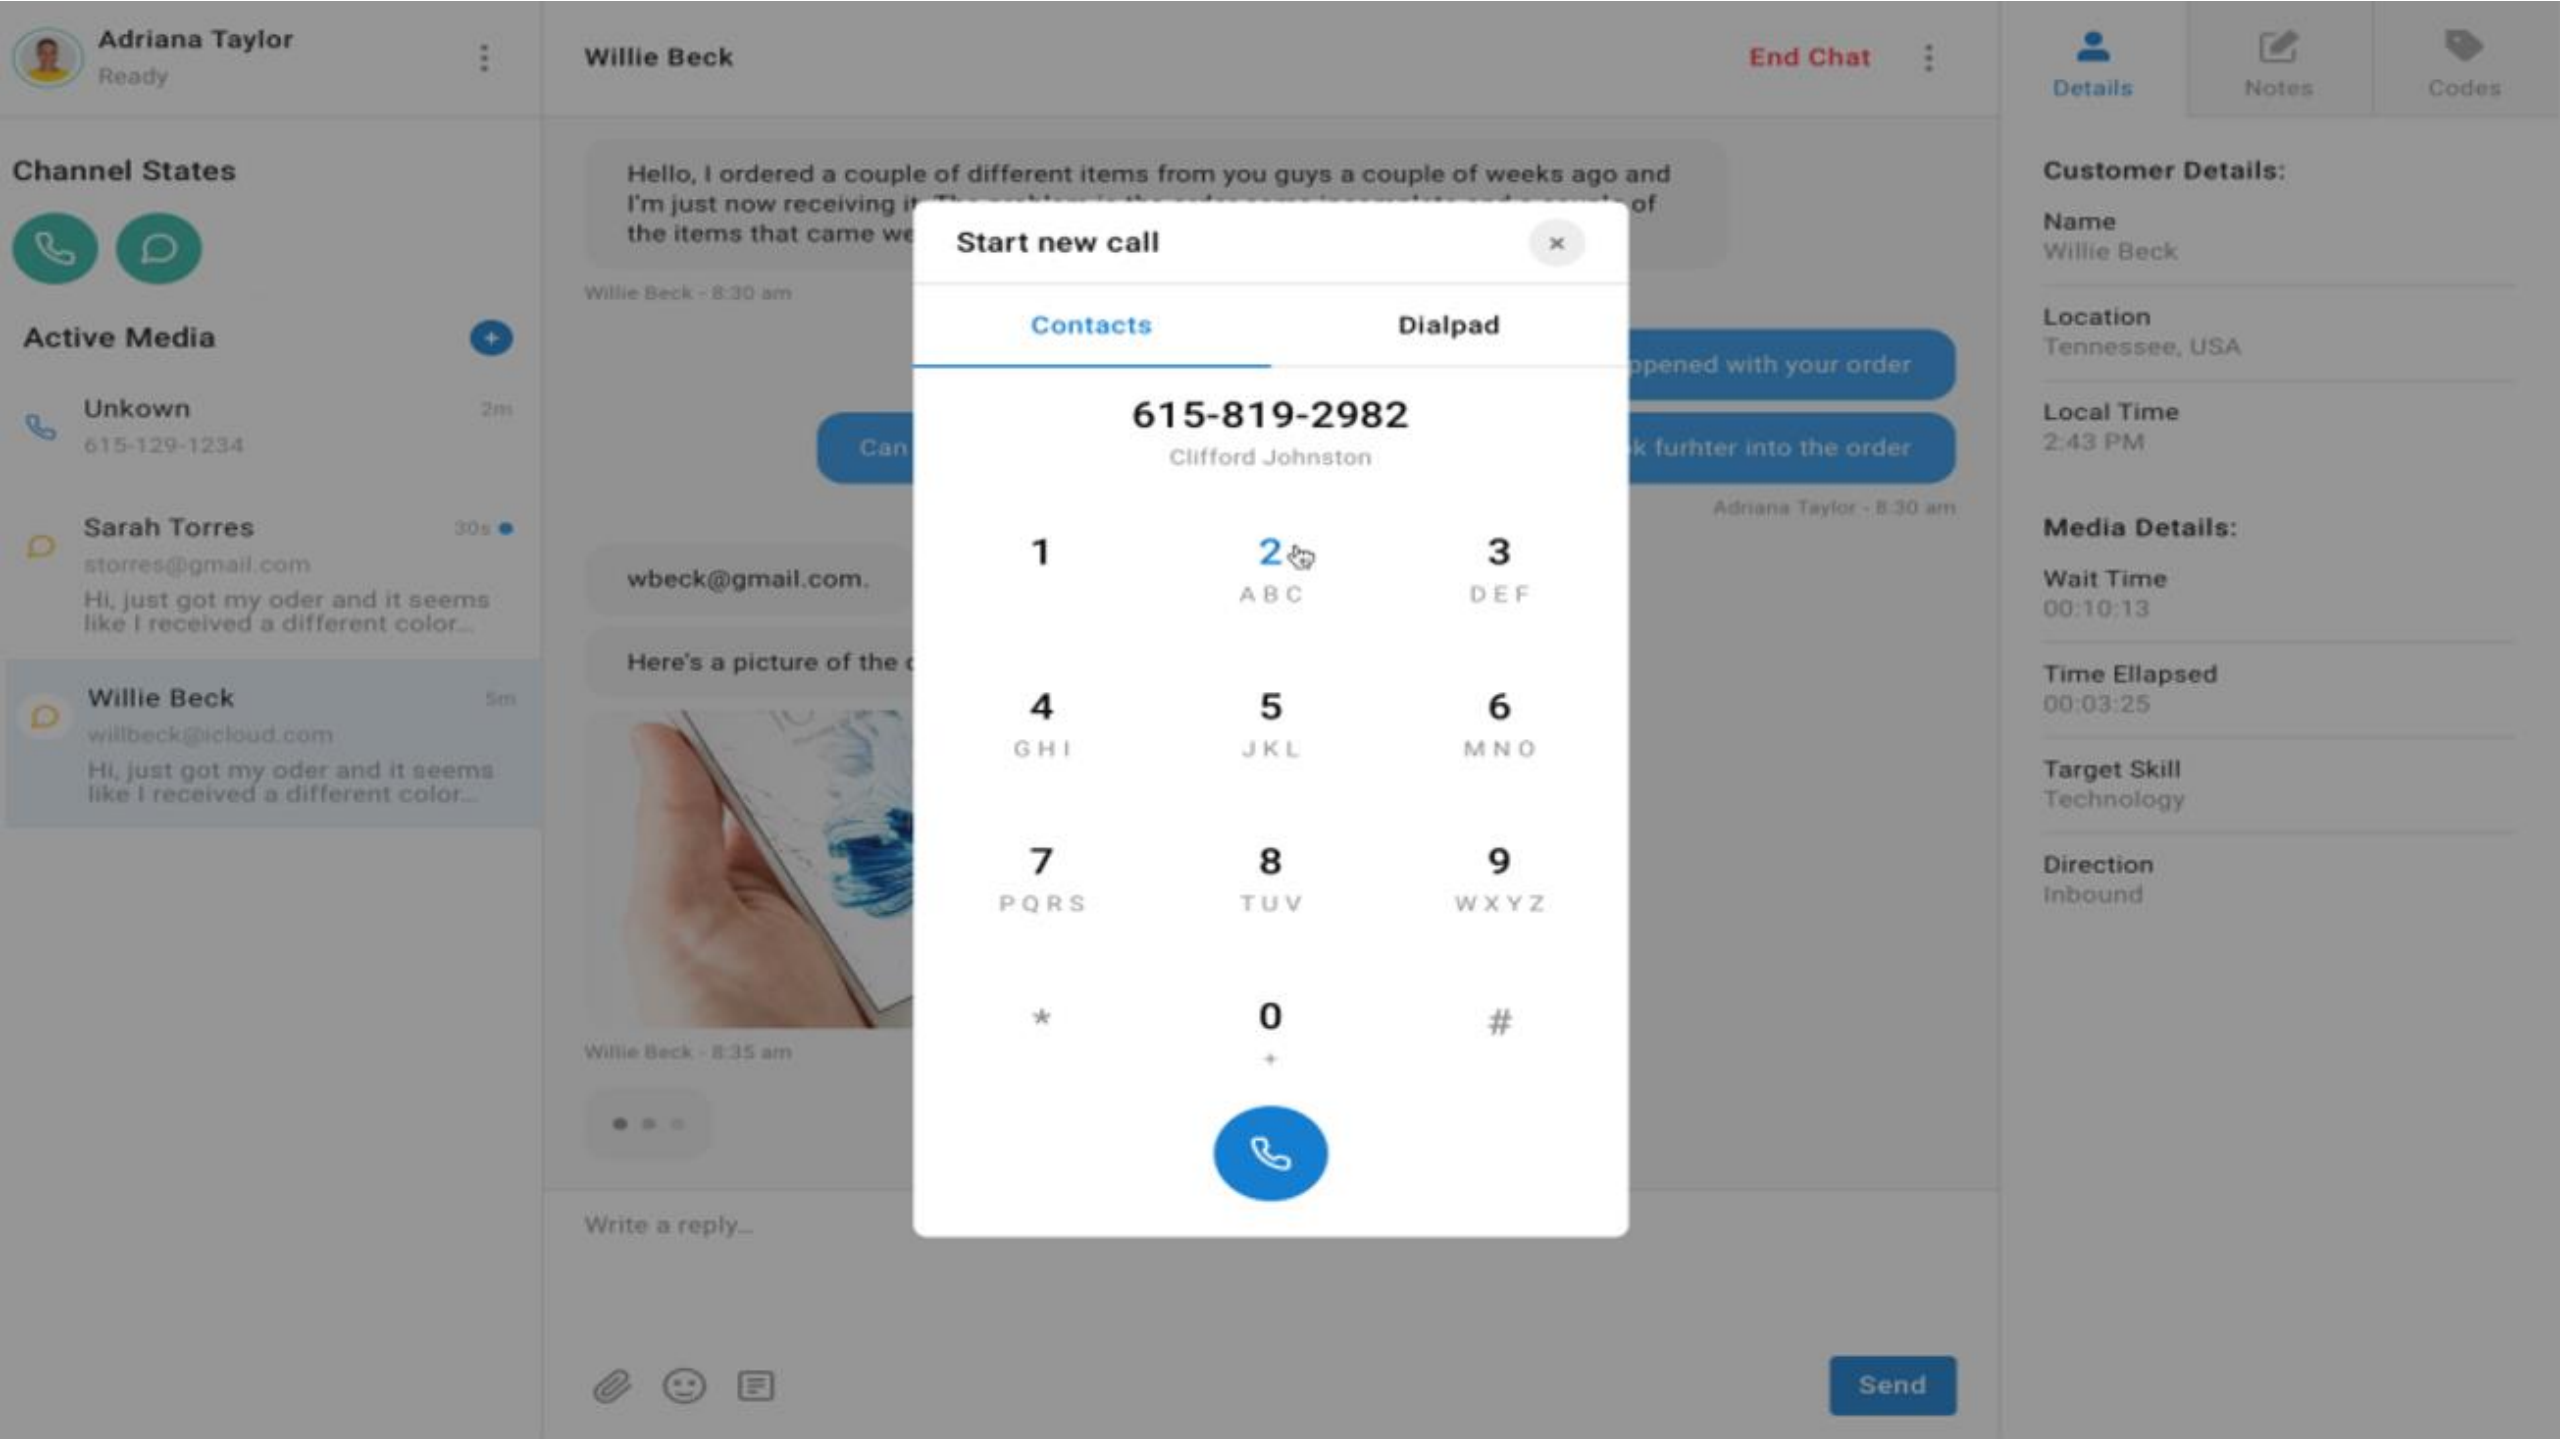 Adriana Taylor
Ready
Channel States
Active Media
Unkown
2m
615-129-1234
Sarah Torres
30s
storres@gmail.com
Hi, just got my oder and it seems
like I received a different color...
Willie Beck
5m
willbeck@icloud.com
Hi, just got my oder and it seems
like I received a different color...
Willie Beck
End Chat
Hello, I ordered a couple of different items from you guys a couple of weeks ago and
I'm just now receiving it. The problem is the order came incomplete and a couple of
the items that came we
Willie Beck - 8:30 am
ppened with your order
Can
k furhter into the order
Adriana Taylor - 8:30 am
wbeck@gmail.com.
Here's a picture of the
Willie Beck - 8:35 am
Write a reply...
Send
Start new call
×
Contacts
Dialpad
615-819-2982
Clifford Johnston
1
2
ABC
3
DEF
4
GHI
5
JKL
6
MNO
7
PQRS
8
TUV
9
WXYZ
*
0
+
#
Details
Notes
Codes
Customer Details:
Name
Willie Beck
Location
Tennessee, USA
Local Time
2:43 PM
Media Details:
Wait Time
00:10:13
Time Ellapsed
00:03:25
Target Skill
Technology
Direction
Inbound